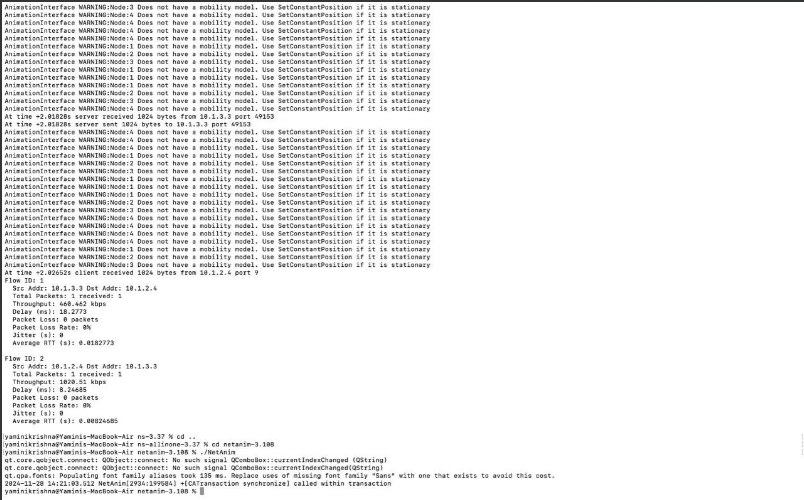 AnimationInterface WARNING:Node:3 Does not have a mobility model. Use SetConstantPosition if it is stationary
AnimationInterface WARNING:Node:4 Does not have a mobility model. Use SetConstantPosition if it is stationary
AnimationInterface WARNING:Node:4 Does not have a mobility model. Use SetConstantPosition if it is stationary
AnimationInterface WARNING:Node:4 Does not have a mobility model. Use SetConstantPosition if it is stationary
AnimationInterface WARNING:Node:4 Does not have a mobility model. Use SetConstantPosition if it is stationary
AnimationInterface WARNING:Node:1 Does not have a mobility model. Use SetConstantPosition if it is stationary
AnimationInterface WARNING:Node:2 Does not have a mobility model. Use SetConstantPosition if it is stationary
AnimationInterface WARNING:Node:3 Does not have a mobility model. Use SetConstantPosition if it is stationary
AnimationInterface WARNING:Node:1 Does not have a mobility model. Use SetConstantPosition if it is stationary
AnimationInterface WARNING:Node:1 Does not have a mobility model. Use SetConstantPosition if it is stationary
AnimationInterface WARNING:Node:1 Does not have a mobility model. Use SetConstantPosition if it is stationary
AnimationInterface WARNING:Node:2 Does not have a mobility model. Use SetConstantPosition if it is stationary
AnimationInterface WARNING:Node:3 Does not have a mobility model. Use SetConstantPosition if it is stationary
AnimationInterface WARNING:Node:4 Does not have a mobility model. Use SetConstantPosition if it is stationary
At time +2.01828s server received 1024 bytes from 10.1.3.3 port 49153
At time +2.01828s server sent 1024 bytes to 10.1.3.3 port 49153
AnimationInterface WARNING:Node:4 Does not have a mobility model. Use SetConstantPosition if it is stationary
AnimationInterface WARNING:Node:4 Does not have a mobility model. Use SetConstantPosition if it is stationary
AnimationInterface WARNING:Node:4 Does not have a mobility model. Use SetConstantPosition if it is stationary
AnimationInterface WARNING:Node:1 Does not have a mobility model. Use SetConstantPosition if it is stationary
AnimationInterface WARNING:Node:2 Does not have a mobility model. Use SetConstantPosition if it is stationary
AnimationInterface WARNING:Node:3 Does not have a mobility model. Use SetConstantPosition if it is stationary
AnimationInterface WARNING:Node:1 Does not have a mobility model. Use SetConstantPosition if it is stationary
AnimationInterface WARNING:Node:1 Does not have a mobility model. Use SetConstantPosition if it is stationary
AnimationInterface WARNING:Node:1 Does not have a mobility model. Use SetConstantPosition if it is stationary
AnimationInterface WARNING:Node:2 Does not have a mobility model. Use SetConstantPosition if it is stationary
AnimationInterface WARNING:Node:3 Does not have a mobility model. Use SetConstantPosition if it is stationary
AnimationInterface WARNING:Node:4 Does not have a mobility model. Use SetConstantPosition if it is stationary
AnimationInterface WARNING:Node:4 Does not have a mobility model. Use SetConstantPosition if it is stationary
AnimationInterface WARNING:Node:4 Does not have a mobility model. Use SetConstantPosition if it is stationary
AnimationInterface WARNING:Node:4 Does not have a mobility model. Use SetConstantPosition if it is stationary
AnimationInterface WARNING:Node:1 Does not have a mobility model. Use SetConstantPosition if it is stationary
AnimationInterface WARNING:Node:2 Does not have a mobility model. Use SetConstantPosition if it is stationary
AnimationInterface WARNING:Node:3 Does not have a mobility model. Use SetConstantPosition if it is stationary
At time +2.02652s client received 1024 bytes from 10.1.2.4 port 9
Flow ID: 1
Src Addr: 10.1.3.3 Dst Addr: 10.1.2.4
Total Packets: 1 received: 1
Throughput: 460.462 kbps
Delay (ms): 18.2773
Packet Loss: 0 packets
Packet Loss Rate: 0%
Jitter (s): 0
Average RTT (s): 0.0182773
Flow ID: 2
Src Addr: 10.1.2.4 Dst Addr: 10.1.3.3
Total Packets: 1 received: 1
Throughput: 1020.51 kbps
Delay (ms): 8.24685
Packet Loss: 0 packets
Packet Loss Rate: 0%
Jitter (s): 0
Average RTT (s): 0.00824685
[yaminikrishna@Yaminis-MacBook-Air ns-3.37 % cd ..
[yaminikrishna@Yaminis-MacBook-Air ns-allinone-3.37 % cd netanim-3.108
[yaminikrishna@Yaminis-MacBook-Air netanim-3.108 % ./NetAnim
qt.core.qobject.connect: QObject::connect: No such signal QComboBox::currentIndexChanged (QString)
qt.core.qobject.connect: QObject::connect: No such signal QComboBox::currentIndexChanged(QString)
qt.qpa.fonts: Populating font family aliases took 135 ms. Replace uses of missing font family "Sans" with one that exists to avoid this cost.
2024-11-28 14:21:03.512 NetAnim[2934:199584] +[CATransaction synchronize] called within transaction
yaminikrishna@Yaminis-MacBook-Air netanim-3.108 %